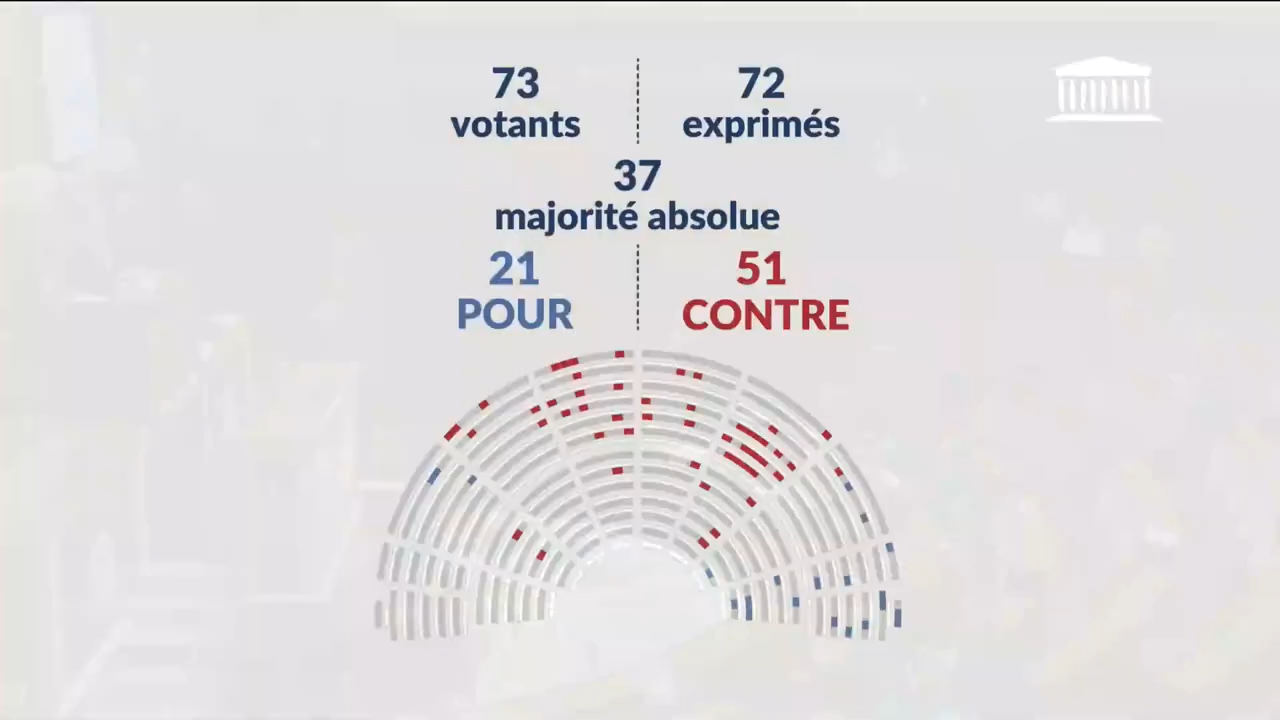 73
72
votants
exprimés
37
majorité absolue
21
51
POUR
CONTRE